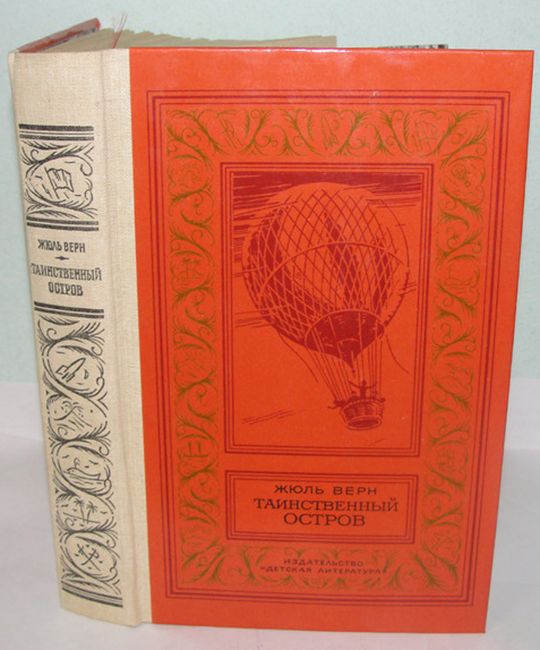 ЖЮЛЬ ВЕРН
ТАИНСТВЕННЫЙ
ОСТРОВ
ЖЮЛЬ ВЕРН
ТАИНСТВЕННЫЙ
ОСТРОВ
ИЗДАТЕЛЬСТВО
"ДЕТСКАЯ ЛИТЕРАТУРА"